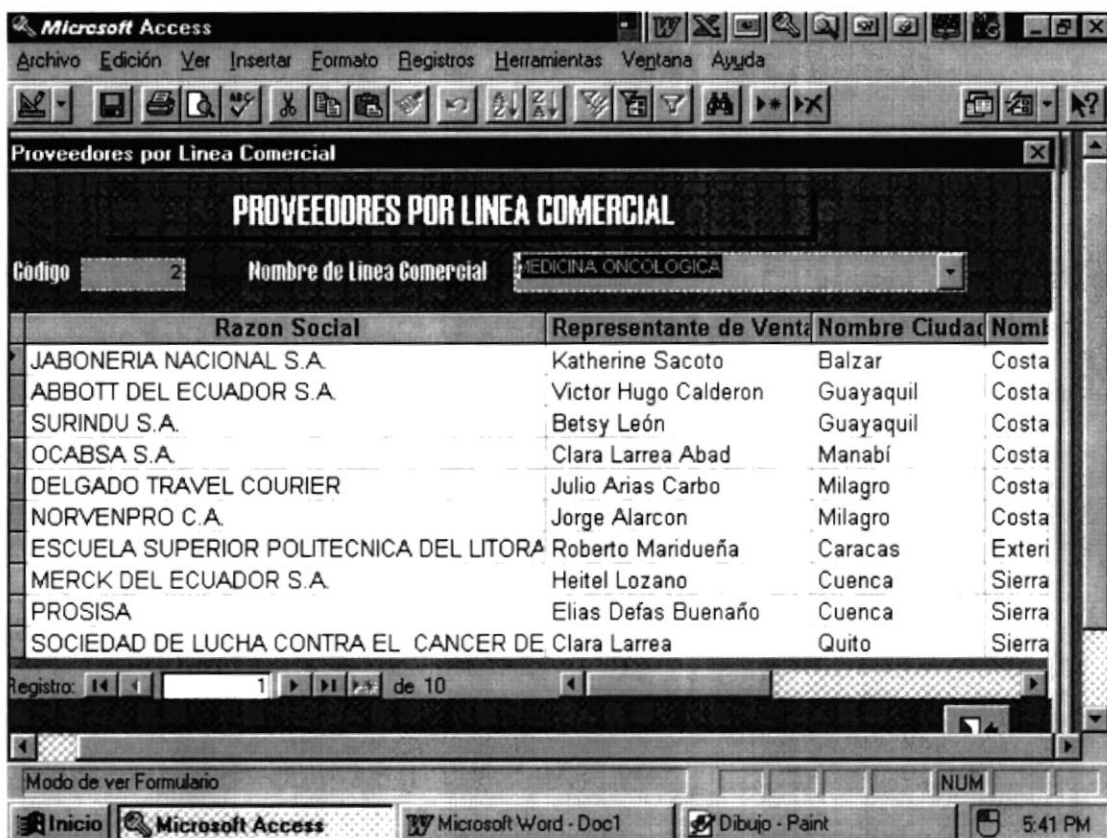 Microsoft Access
Archivo Edición Ver Insertar Formato Registros Herramientas Ventana Ayuda
Proveedores por Linea Comercial
PROVEEDORES POR LINEA COMERCIAL
Código 2 Nombre de Linea Comercial MEDICINA ONCOLOGICA
Razon Social Representante de Venta Nombre Ciudad Nomb
JABONERIA NACIONAL S.A. Katherine Sacoto Balzar Costa
ABBOTT DEL ECUADOR S.A. Victor Hugo Calderon Guayaquil Costa
SURINDU S.A. Betsy León Guayaquil Costa
OCABSA S.A. Clara Larrea Abad Manabí Costa
DELGADO TRAVEL COURIER Julio Arias Carbo Milagro Costa
NORVENPRO C.A. Jorge Alarcon Milagro Costa
ESCUELA SUPERIOR POLITECNICA DEL LITORA Roberto Maridueña Caracas Exteri
MERCK DEL ECUADOR S.A. Heitel Lozano Cuenca Sierra
PROSISA Elias Defas Buenaño Cuenca Sierra
SOCIEDAD DE LUCHA CONTRA EL CANCER DE Clara Larrea Quito Sierra
Registro: 1 de 10
Modo de ver Formulario NUM
Inicio Microsoft Access Microsoft Word - Doc1 Dibujo - Paint 5:41 PM